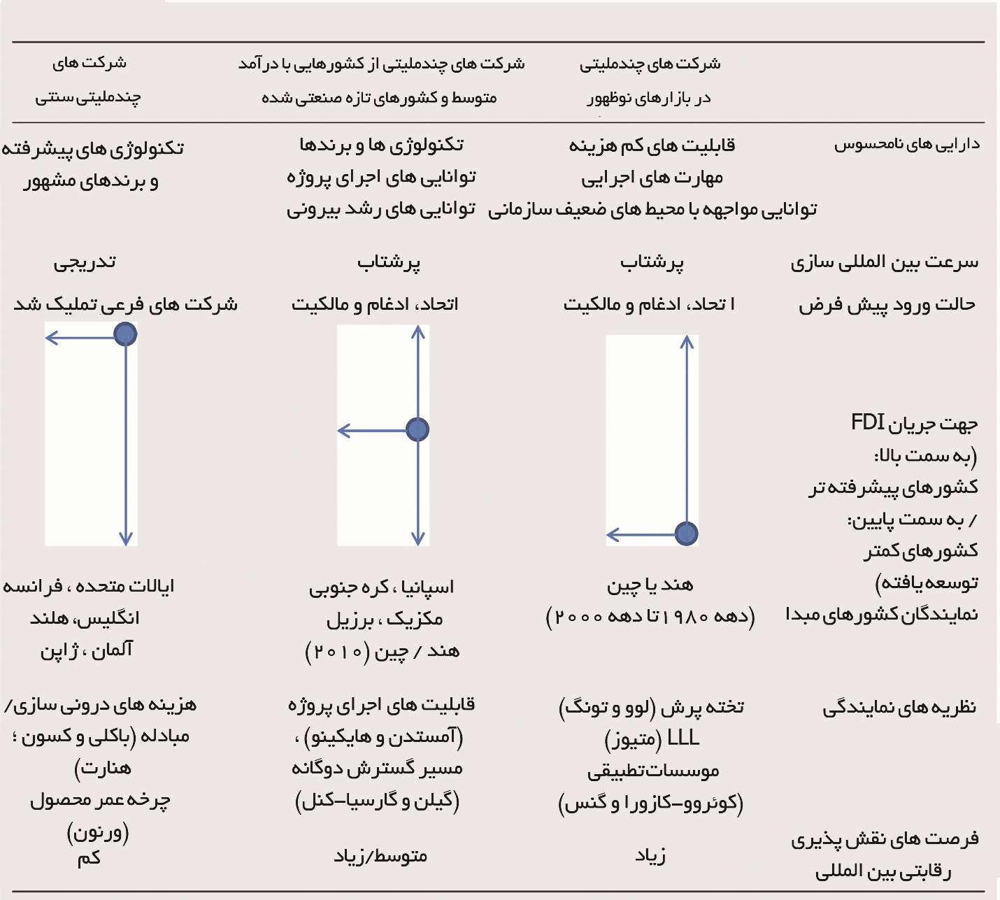 شرکت های چندملیتی
در بازارهای نوظهور
شرکت های چندملیتی از کشورهایی با درآمد
متوسط و کشورهای تازه صنعتی شده
شرکت های
چندملیتی سنتی
دارایی های نامحسوس
قابلیت های کم هزینه
مهارت های اجرایی
توانایی مواجهه با محیط های ضعیف سازمانی
تکنولوژی ها و برندها
توانایی های اجرای پروژه
توانایی های رشد بیرونی
تکنولوژی های پیشرفته
و برندهای مشهور
سرعت بین المللی سازی
پرشتاب
پرشتاب
تدریجی
حالت ورود پیش فرض
ا تحاد، ادغام و مالکیت
اتحاد، ادغام و مالکیت
شرکت های فرعی تملیک شد
جهت جریان FDI
(به سمت بالا:
کشورهای پیشرفته تر
/ به سمت پایین:
کشورهای کمتر
توسعه یافته)
نمایندگان کشورهای مبدا
هند یا چین
(دهه ۱۹۸۰ تا دهه ۲۰۰۰)
اسپانیا ، کره جنوبی
مکزیک ، برزیل
هند / چین (۲۰۱۰)
ایالات متحده ، فرانسه
انگلیس، هلند
آلمان ، ژاپن
نظریه های نمایندگی
تخته پرش (لوو و تونگ)
LLL (متیوز)
موسسات تطبیقی
(کوئروو-کازورا و گنس)
قابلیت های اجرای پروژه
(آمستدن و هایکینو) ،
مسیر گسترش دوگانه
(گیلن و گارسیا-کنل)
هزینه های درونی سازی/
مبادله (باکلی و کسون ؛
هنارت)
چرخه عمر محصول
(ورنون)
فرصت های نقش پذیری
رقابتی بین المللی
زیاد
متوسط/زیاد
کم